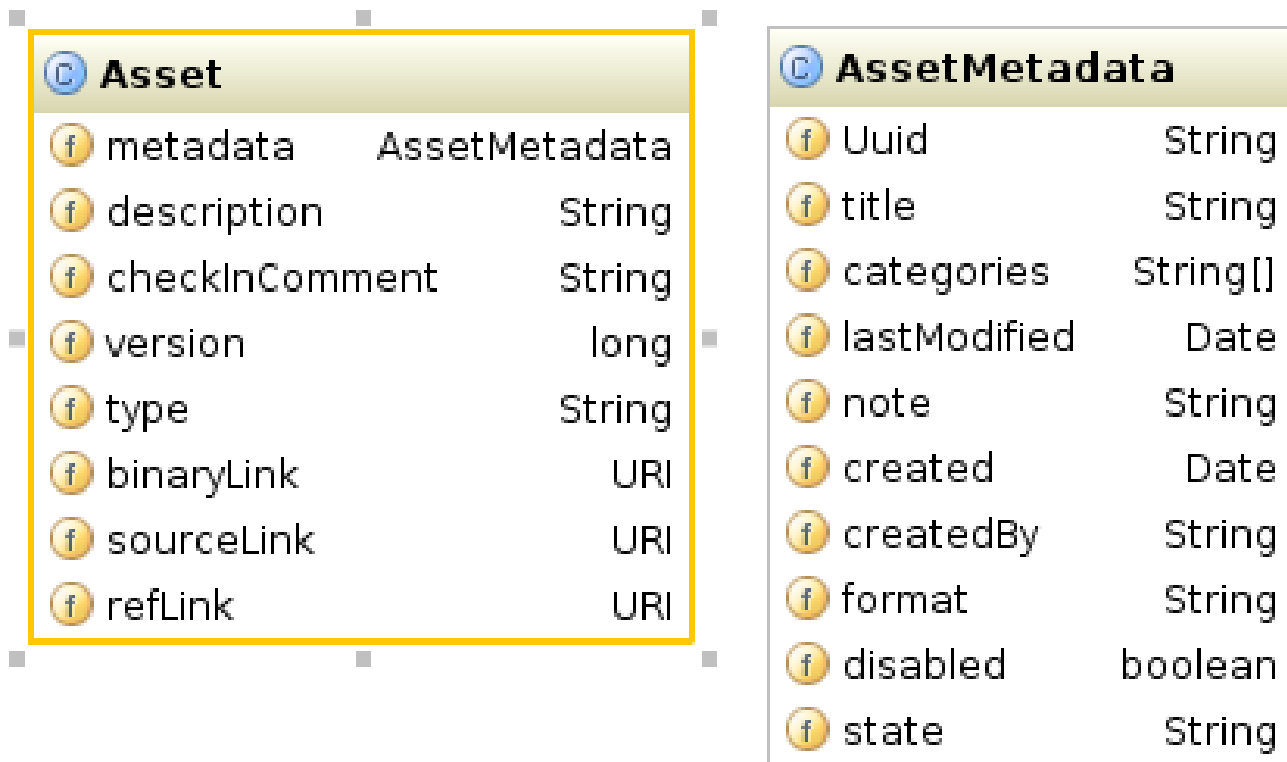 C Asset
f metadata AssetMetadata
f description String
f checkInComment String
f version long
f type String
f binaryLink URI
f sourceLink URI
f refLink URI
C AssetMetadata
f Uuid String
f title String
f categories String[]
f lastModified Date
f note String
f created Date
f createdBy String
f format String
f disabled boolean
f state String